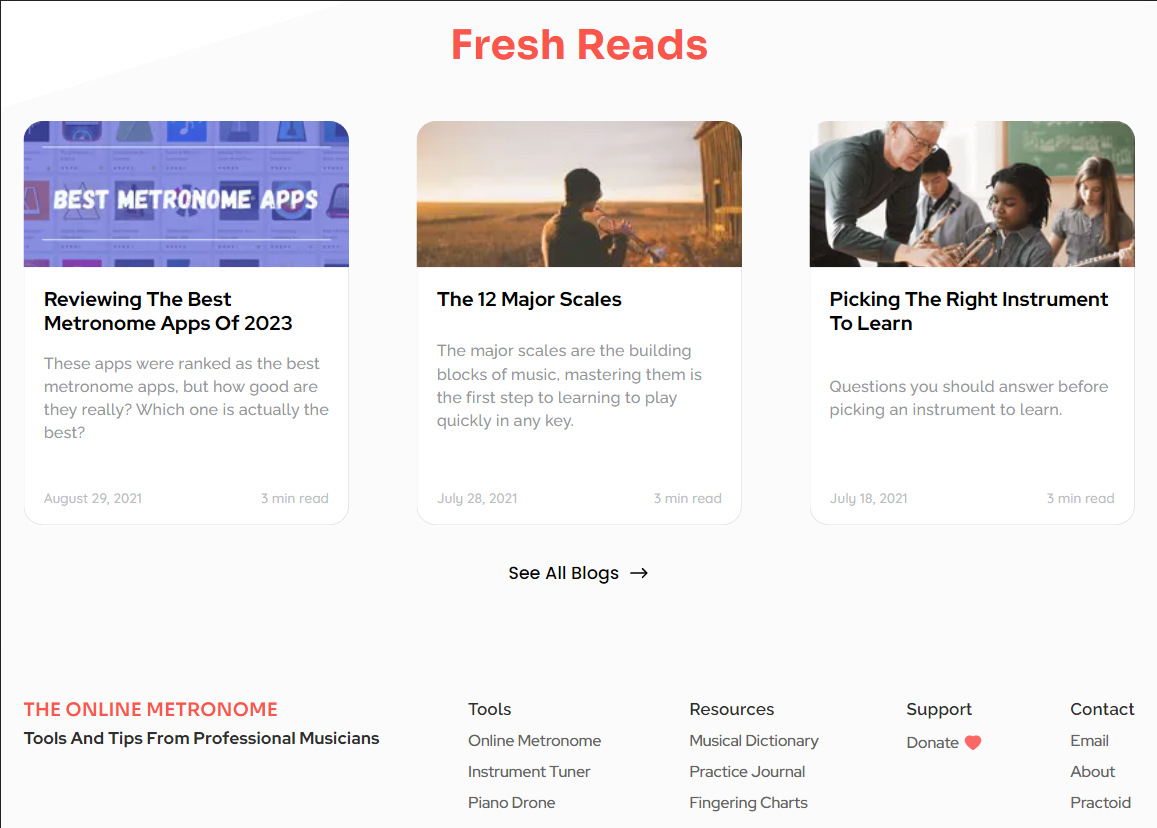 Fresh Reads
BEST METRONOME APPS
Reviewing The Best
Metronome Apps Of 2023
These apps were ranked as the best
metronome apps, but how good are
they really? Which one is actually the
best?
August 29, 2021
3 min read
The 12 Major Scales
The major scales are the building
blocks of music, mastering them is
the first step to learning to play
quickly in any key.
July 28, 2021
3 min read
Picking The Right Instrument
To Learn
Questions you should answer before
picking an instrument to learn.
July 18, 2021
3 min read
See All Blogs →
THE ONLINE METRONOME
Tools And Tips From Professional Musicians
Tools
Online Metronome
Instrument Tuner
Piano Drone
Resources
Musical Dictionary
Practice Journal
Fingering Charts
Support
Donate
Contact
Email
About
Practoid